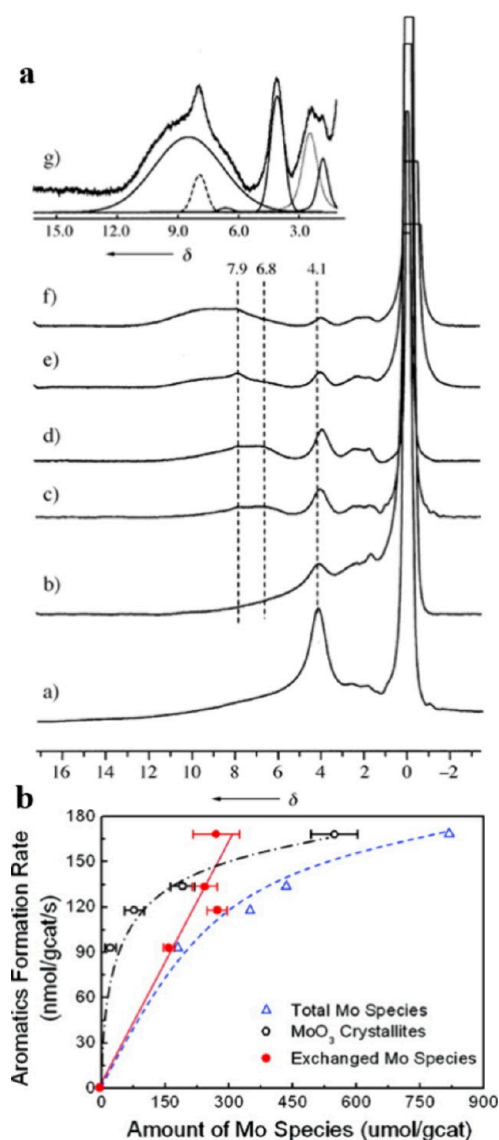 a
g)
15.0 12.0 9.0 6.0 3.0
δ
7.9 6.8 4.1
f)
e)
d)
c)
b)
a)
16 14 12 10 8 6 4 2 0 −2
δ
b
Aromatics Formation Rate
(nmol/gcat/s)
180
150
120
90
60
30
0
Total Mo Species
MoO₃ Crystallites
Exchanged Mo Species
0 150 300 450 600 750 900
Amount of Mo Species (umol/gcat)